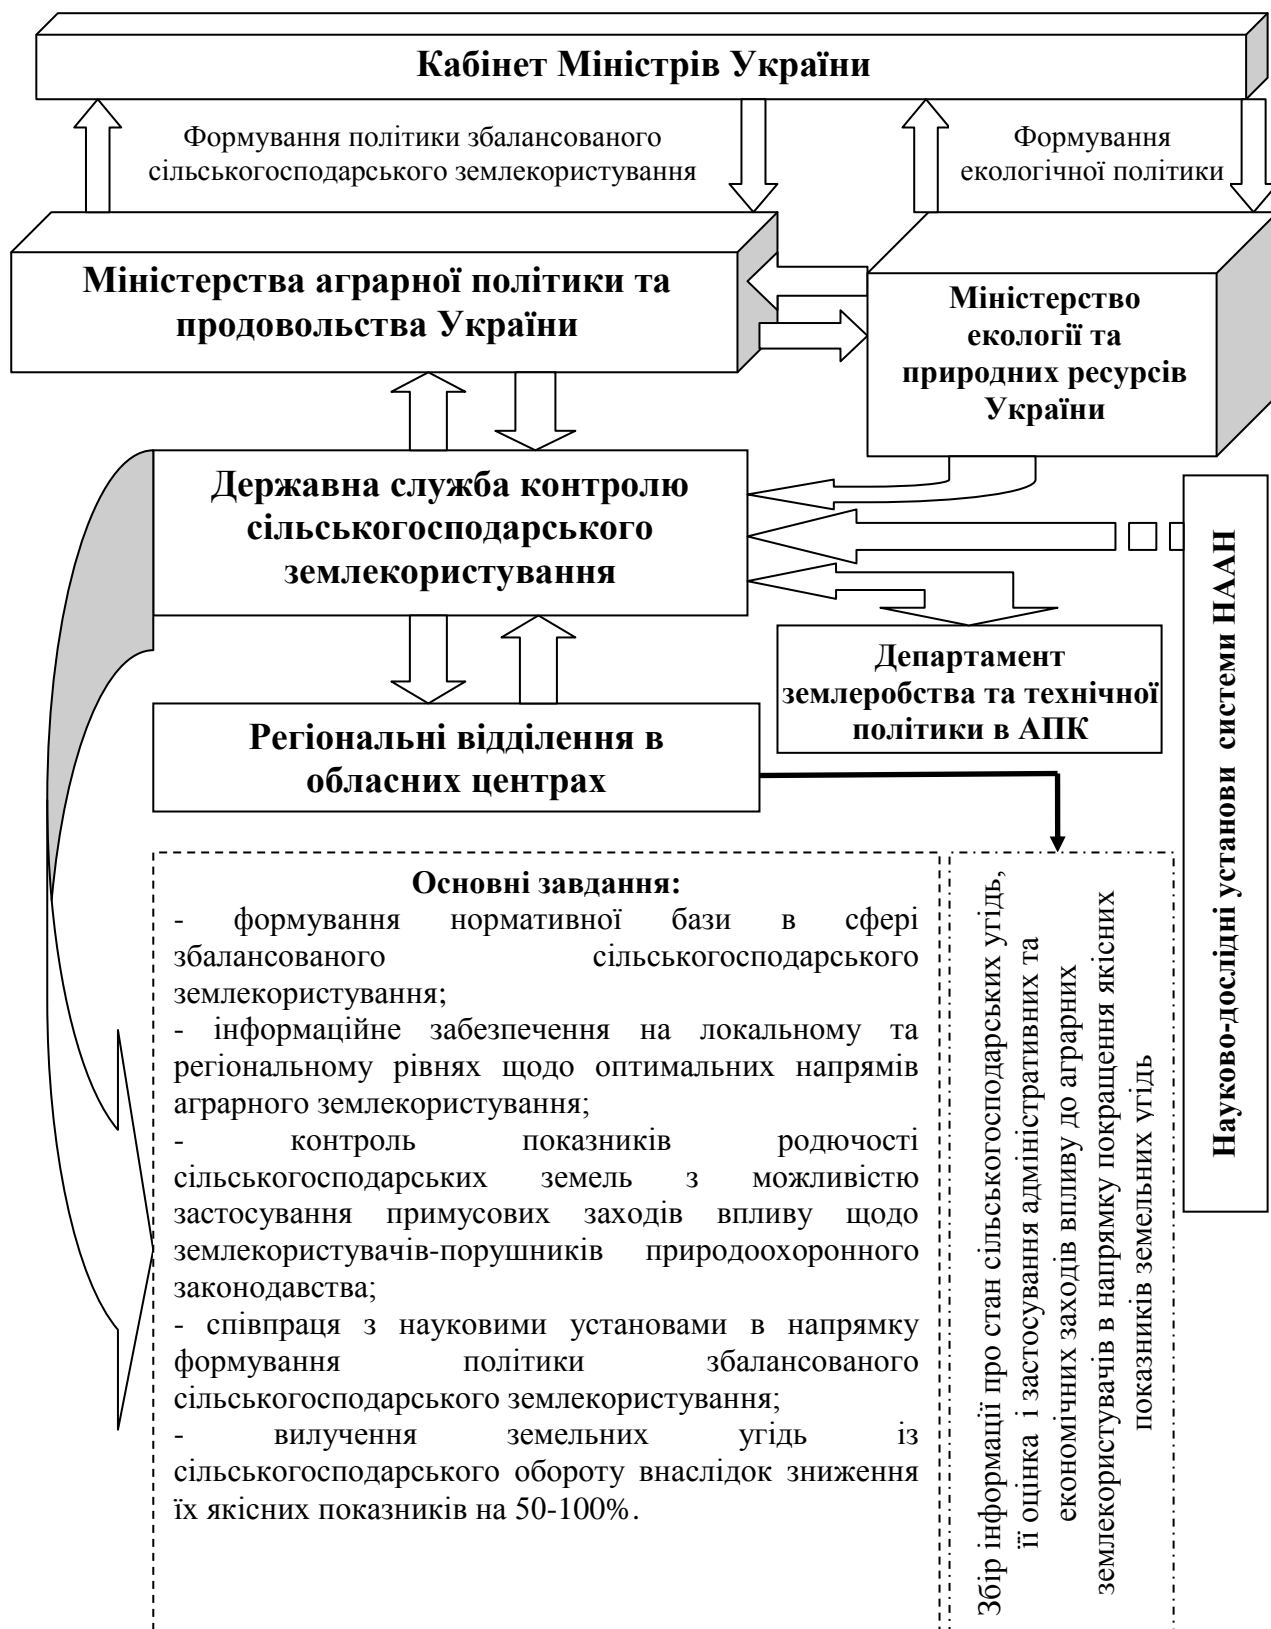 Кабінет Міністрів України
Формування політики збалансованого
сільськогосподарського землекористування
Формування
екологічної політики
Міністерства аграрної політики та
продовольства України
Міністерство
екології та
природних ресурсів
України
Державна служба контролю
сільськогосподарського
землекористування
Науково-дослідні установи системи НААН
Департамент
землеробства та технічної
політики в АПК
Регіональні відділення в
обласних центрах
Основні завдання:
- формування нормативної бази в сфері
збалансованого сільськогосподарського
землекористування;
- інформаційне забезпечення на локальному та
регіональному рівнях щодо оптимальних напрямів
аграрного землекористування;
- контроль показників родючості
сільськогосподарських земель з можливістю
застосування примусових заходів впливу щодо
землекористувачів-порушників природоохоронного
законодавства;
- співпраця з науковими установами в напрямку
формування політики збалансованого
сільськогосподарського землекористування;
- вилучення земельних угідь із
сільськогосподарського обороту внаслідок зниження
їх якісних показників на 50-100%.
Збір інформації про стан сільськогосподарських угідь,
її оцінка і застосування адміністративних та
економічних заходів впливу до аграрних
землекористувачів в напрямку покращення якісних
показників земельних угідь